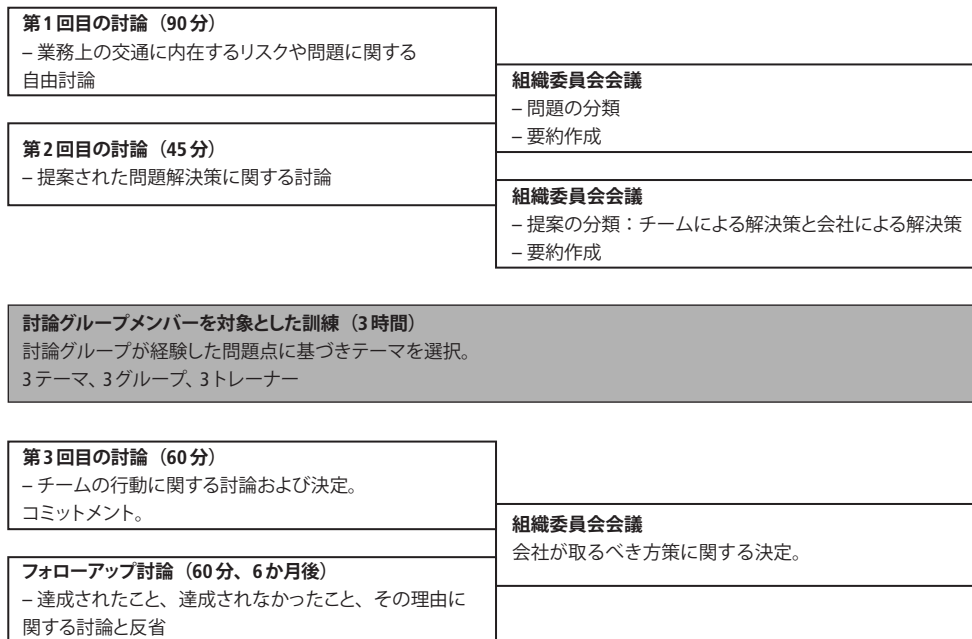 第1回目の討論（90分）
– 業務上の交通に内在するリスクや問題に関する
自由討論
組織委員会会議
– 問題の分類
– 要約作成
第2回目の討論（45分）
– 提案された問題解決策に関する討論
組織委員会会議
– 提案の分類：チームによる解決策と会社による解決策
– 要約作成
討論グループメンバーを対象とした訓練（3時間）
討論グループが経験した問題点に基づきテーマを選択。
3テーマ、3グループ、3トレーナー
第3回目の討論（60分）
– チームの行動に関する討論および決定。
コミットメント。
組織委員会会議
会社が取るべき方策に関する決定。
フォローアップ討論（60分、6か月後）
– 達成されたこと、達成されなかったこと、その理由に
関する討論と反省